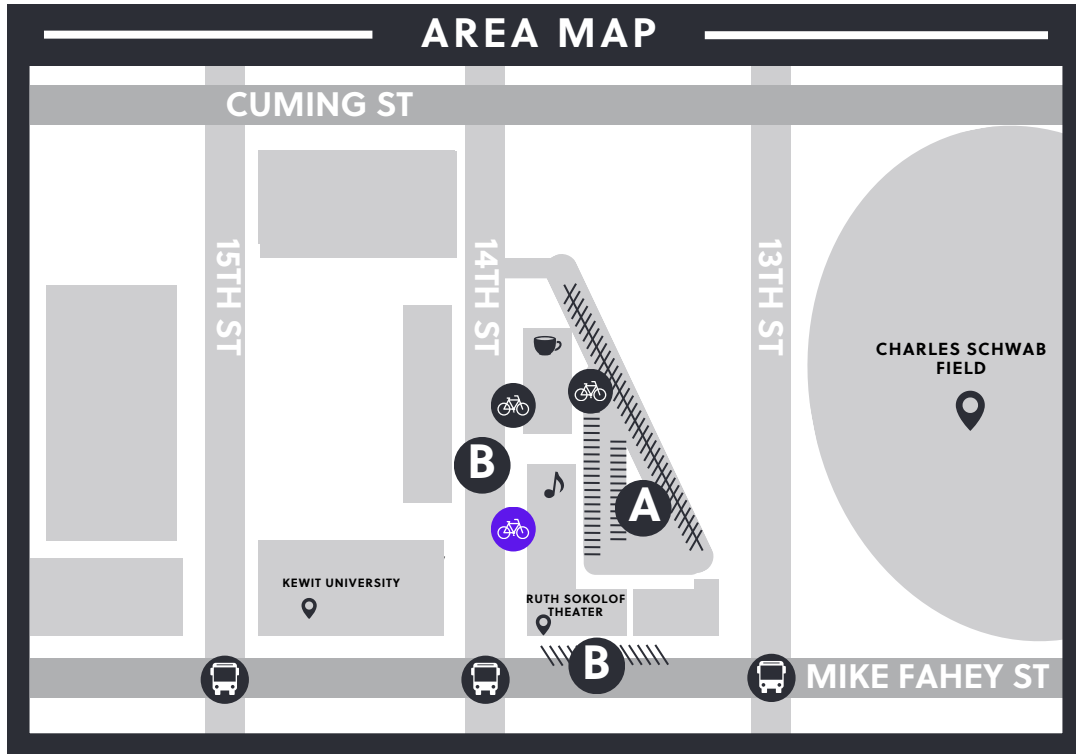 AREA MAP
CUMING ST
15TH ST
14TH ST
13TH ST
CHARLES SCHWAB
FIELD
B
A
KEWIT UNIVERSITY
RUTH SOKOLOF
THEATER
B
MIKE FAHEY ST